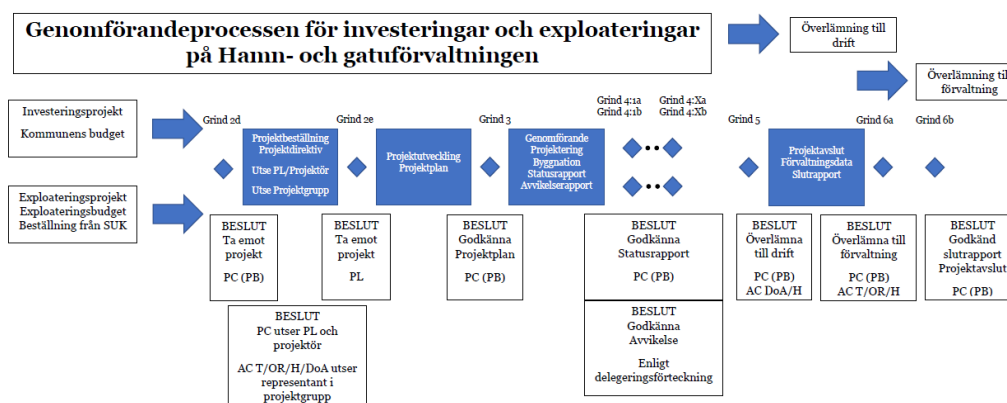 Genomförandeprocessen för investeringar och exploateringar
på Hamn- och gatuförvaltningen
Överlämning till
drift
Överlämning till
förvaltning
Investeringsprojekt
Kommunens budget
Exploateringsprojekt
Exploateringsbudget
Beställning från SUK
Grind 2d
Projektbeställning
Projektdirektiv
Utse PL/Projektör
Utse Projektgrupp
Grind 2e
Projektutveckling
Projektplan
Grind 3
Genomförande
Projektering
Byggnation
Statusrapport
Avvikelserapport
Grind 4:1a
Grind 4:1b
Grind 4:Xa
Grind 4:Xb
Grind 5
Projektavslut
Förvaltningsdata
Slutrapport
Grind 6a
Grind 6b
BESLUT
Ta emot
projekt
PC (PB)
BESLUT
Ta emot
projekt
PL
BESLUT
Godkänna
Projektplan
PC (PB)
BESLUT
Godkänna
Statusrapport
PC (PB)
BESLUT
Överlämna
till drift
PC (PB)
AC DoA/H
BESLUT
Överlämna till
förvaltning
PC (PB)
AC T/OR/H
BESLUT
Godkänd
slutrapport
Projektavslut
PC (PB)
BESLUT
PC utser PL och
projektör
AC T/OR/H/DoA utser
representant i
projektgrupp
BESLUT
Godkänna
Avvikelse
Enligt
delegeringsförteckning